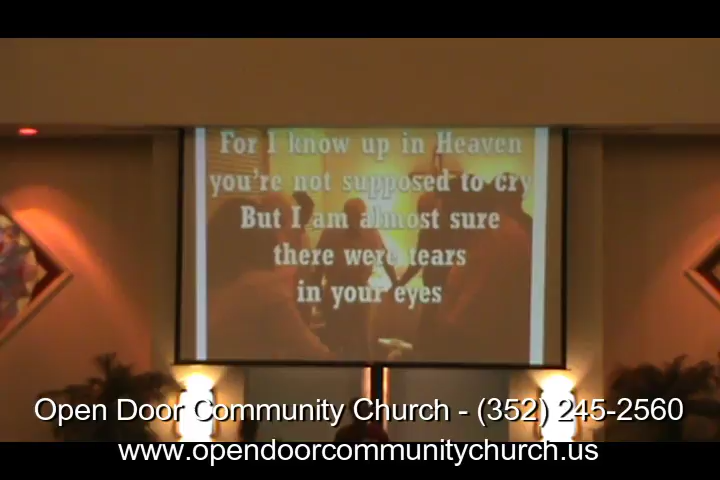 For I know up in Heaven
you're not supposed to cry
But I am almost sure
there were tears
in your eyes
Open Door Community Church - (352) 245-2560
www.opendoorcommunitychurch.us